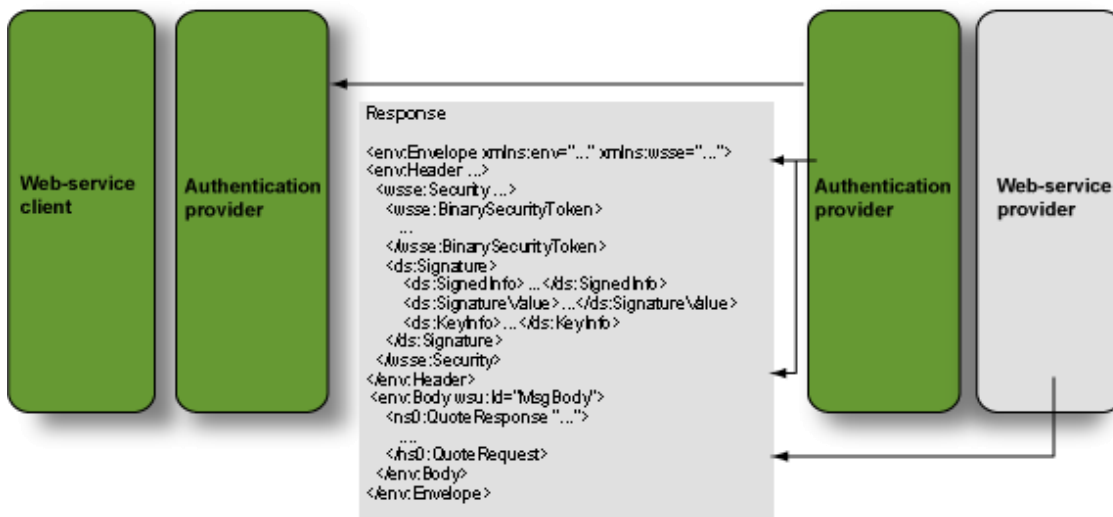 Web-service
client
Authentication
provider
Response
<env:Envelope xmlns:env="..." xmlns:wsse="...">
<env:Header ...>
<wsse:Security ...>
<wsse:BinarySecurityToken>
...
</wsse:BinarySecurityToken>
<ds:Signature>
<ds:SignedInfo> ...</ds:SignedInfo>
<ds:SignatureValue>...</ds:SignatureValue>
<ds:KeyInfo>...</ds:KeyInfo>
</ds:Signature>
</wsse:Security>
</env:Header>
<env:Body wsu:Id="MsgBody">
<ns0:QuoteResponse "...">
....
</ns0:QuoteRequest>
</env:Body>
</env:Envelope>
Authentication
provider
Web-service
provider